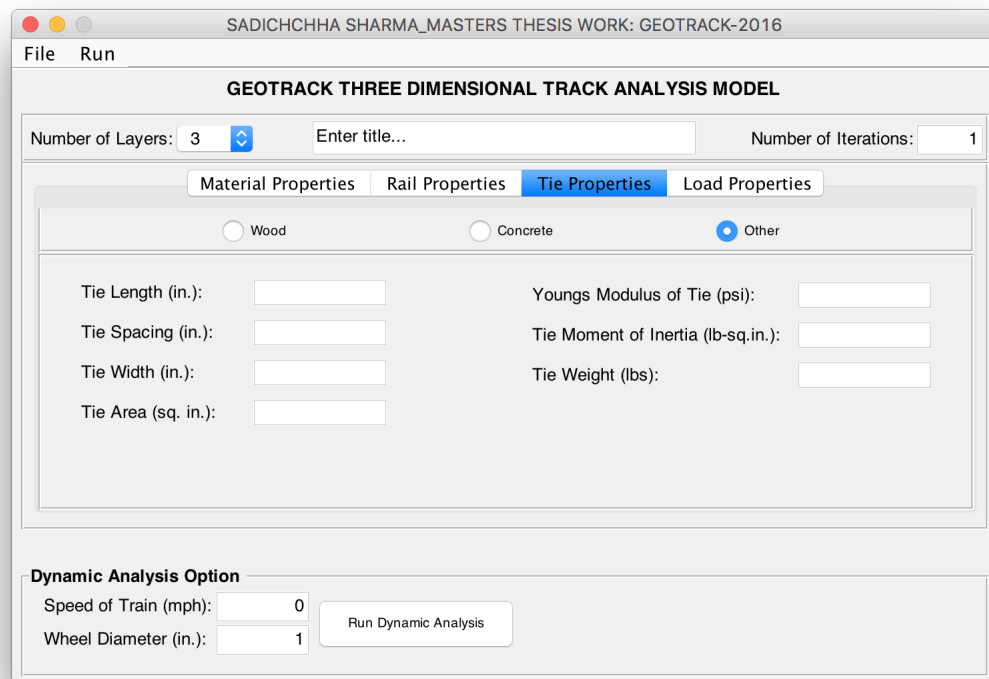 SADICHCHHA SHARMA_MASTERS THESIS WORK: GEOTRACK-2016
File Run
GEOTRACK THREE DIMENSIONAL TRACK ANALYSIS MODEL
Number of Layers: 3 Enter title... Number of Iterations: 1
Material Properties Rail Properties Tie Properties Load Properties
Wood Concrete Other
Tie Length (in.): Youngs Modulus of Tie (psi):
Tie Spacing (in.): Tie Moment of Inertia (lb-sq.in.):
Tie Width (in.): Tie Weight (lbs):
Tie Area (sq. in.):
Dynamic Analysis Option
Speed of Train (mph): 0
Run Dynamic Analysis
Wheel Diameter (in.): 1